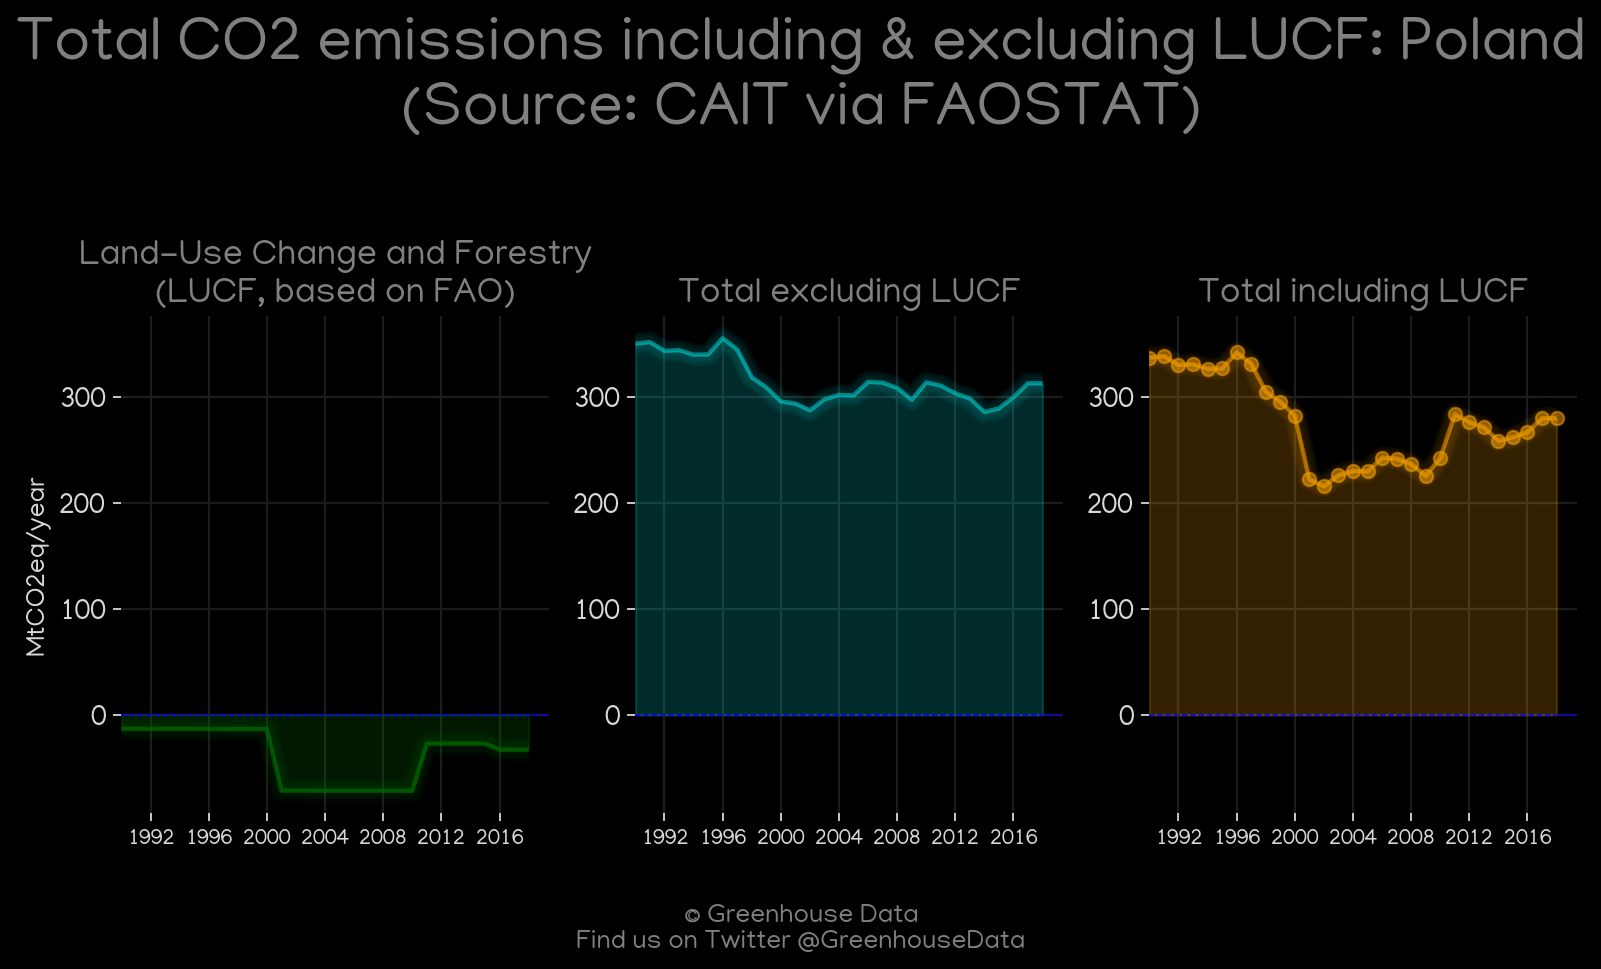 Total CO2 emissions including & excluding LUCF: Poland
(Source: CAIT via FAOSTAT)
Land-Use Change and Forestry
(LUCF, based on FAO)
Total excluding LUCF
Total including LUCF
MtCO2eq/year
300
200
100
0
300
200
100
0
300
200
100
0
1992 1996 2000 2004 2008 2012 2016
1992 1996 2000 2004 2008 2012 2016
1992 1996 2000 2004 2008 2012 2016
© Greenhouse Data
Find us on Twitter @GreenhouseData